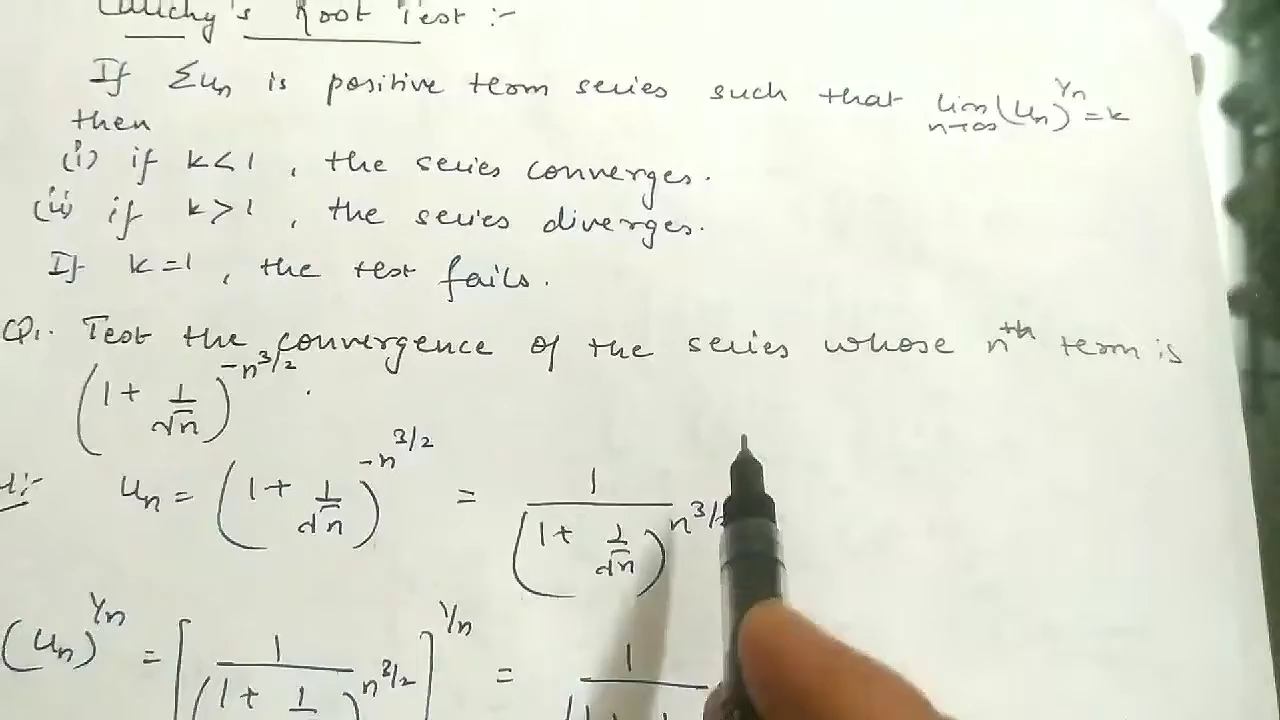 Cauchy's Root Test :-
If Σuₙ is positive term series such that lim n→∞ (uₙ)^1/n = k
then
(i) if k<1, the series converges.
(ii) if k>1, the series diverges.
If k=1, the test fails.
Q1. Test the convergence of the series whose nth term is
(1 + 1/√n)^-n^3/2 .
uₙ = (1 + 1/√n)^-n^3/2 = 1/(1 + 1/√n)^n^3/
(uₙ)^1/n = [1/(1 + 1/ )^n^3/2]^1/n = 1/(1 + 1